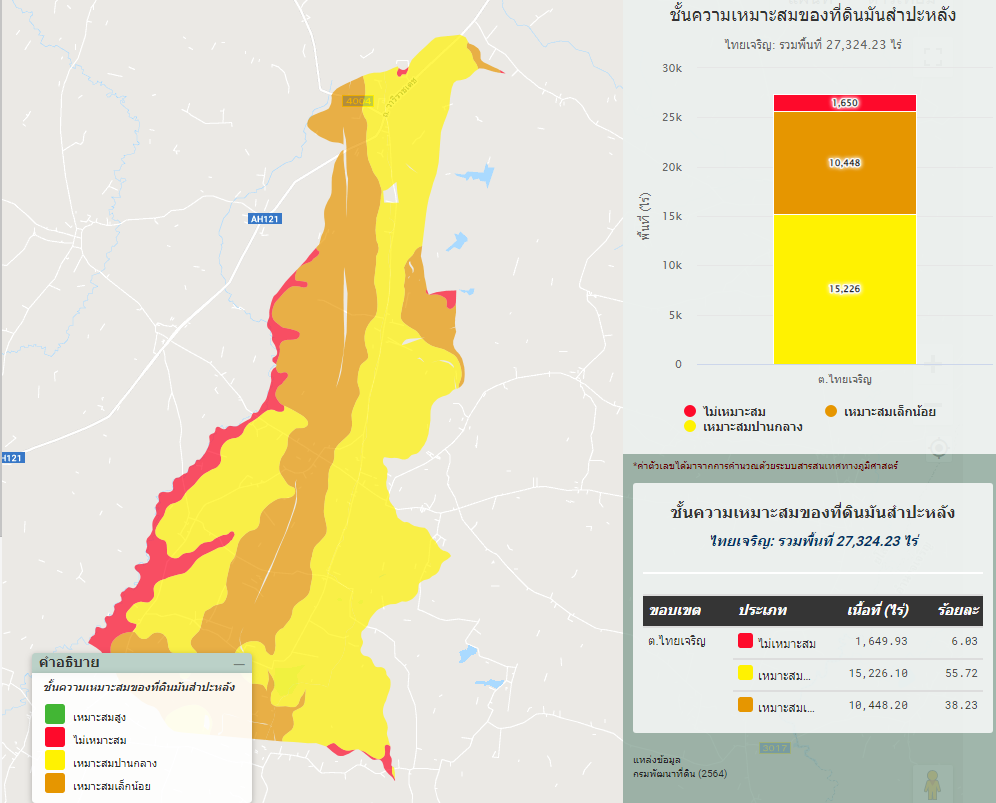 4004
ถ.วารีราชเดช
AH121
H121
คำอธิบาย
ชั้นความเหมาะสมของที่ดินมันสำปะหลัง
เหมาะสมสูง
ไม่เหมาะสม
เหมาะสมปานกลาง
เหมาะสมเล็กน้อย
ชั้นความเหมาะสมของที่ดินมันสำปะหลัง
ไทยเจริญ: รวมพื้นที่ 27,324.23 ไร่
พื้นที่ (ไร่)
30k
25k
20k
15k
10k
5k
0
1,650
10,448
15,226
ต.ไทยเจริญ
ไม่เหมาะสม เหมาะสมเล็กน้อย
เหมาะสมปานกลาง
*ค่าตัวเลขได้มาจากการคำนวณด้วยระบบสารสนเทศทางภูมิศาสตร์
ชั้นความเหมาะสมของที่ดินมันสำปะหลัง
ไทยเจริญ: รวมพื้นที่ 27,324.23 ไร่
ขอบเขต ประเภท เนื้อที่ (ไร่) ร้อยละ
ต.ไทยเจริญ ไม่เหมาะสม 1,649.93 6.03
เหมาะสม... 15,226.10 55.72
เหมาะสมเ... 10,448.20 38.23
2017
แหล่งข้อมูล
กรมพัฒนาที่ดิน (2564)